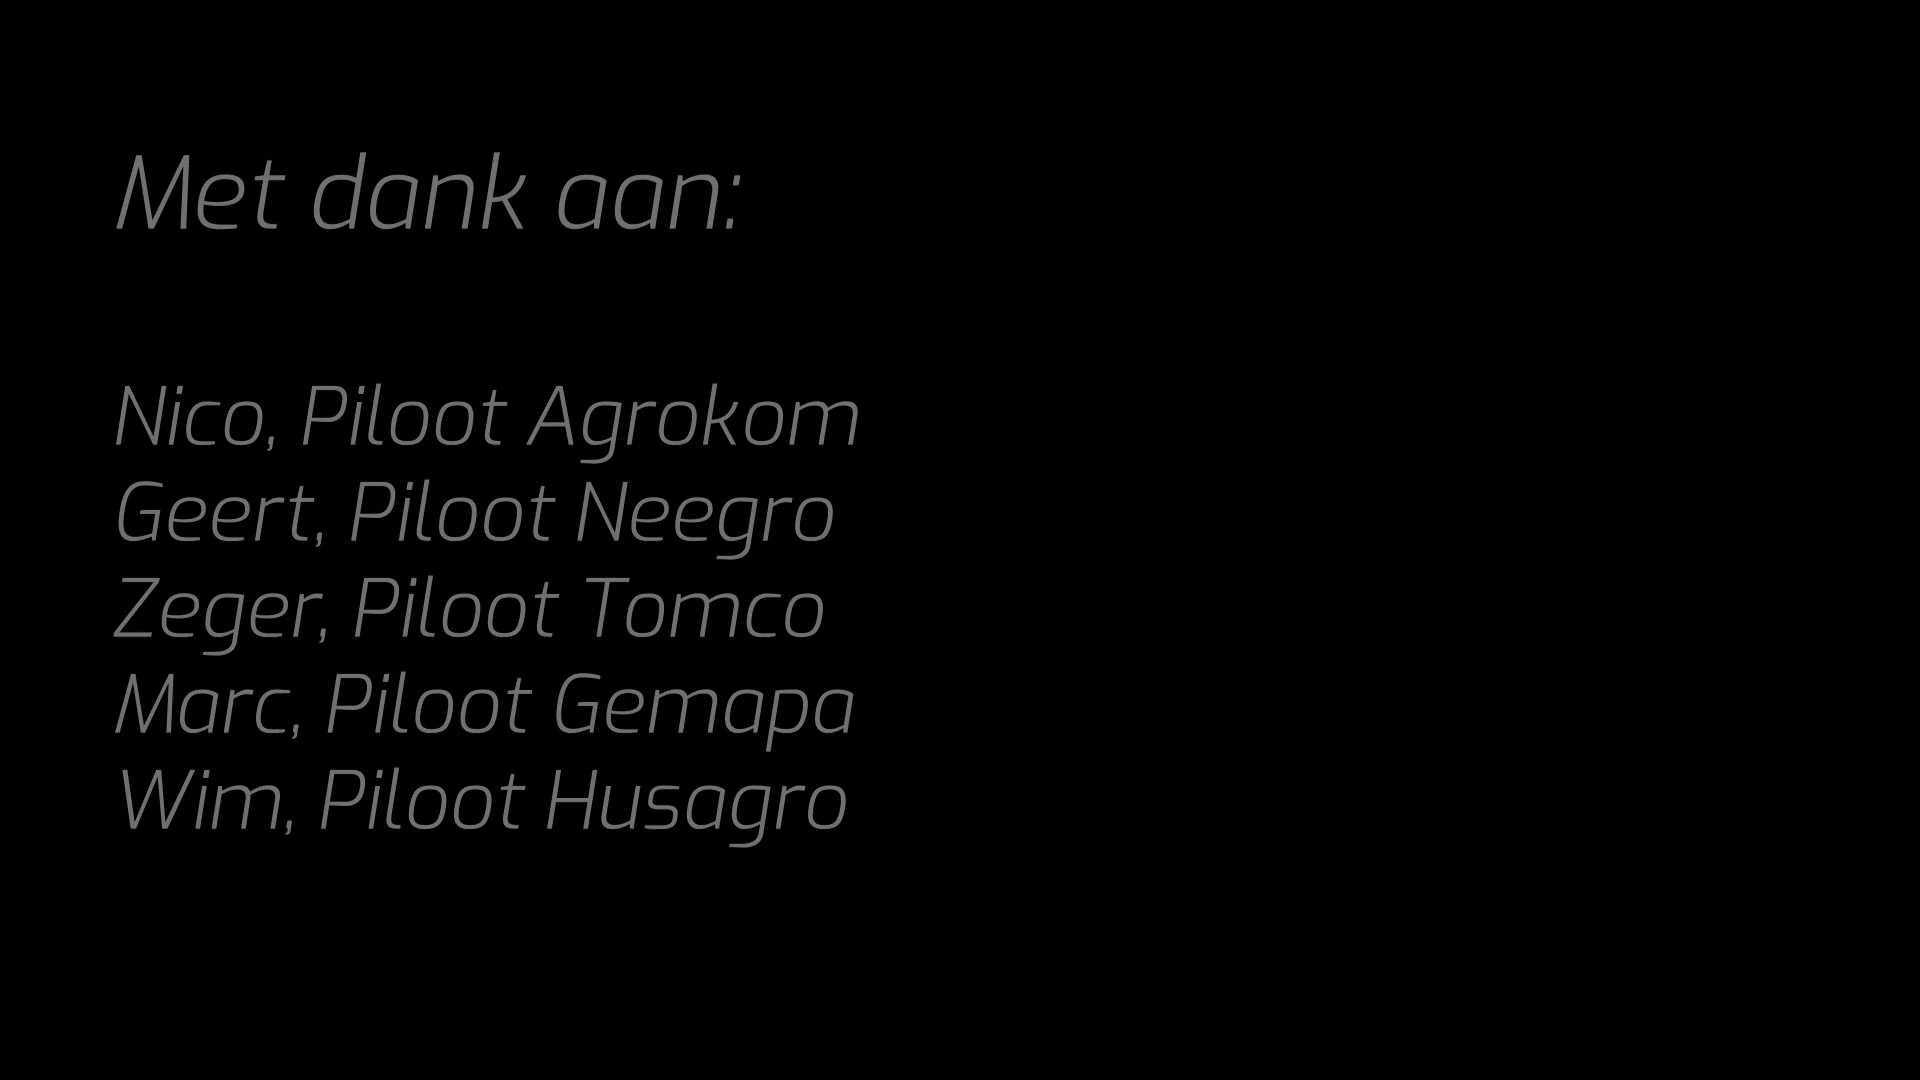 Met dank aan:
Nico, Piloot Agrokom
Geert, Piloot Neegro
Zeger, Piloot Tomco
Marc, Piloot Gemapa
Wim, Piloot Husagro